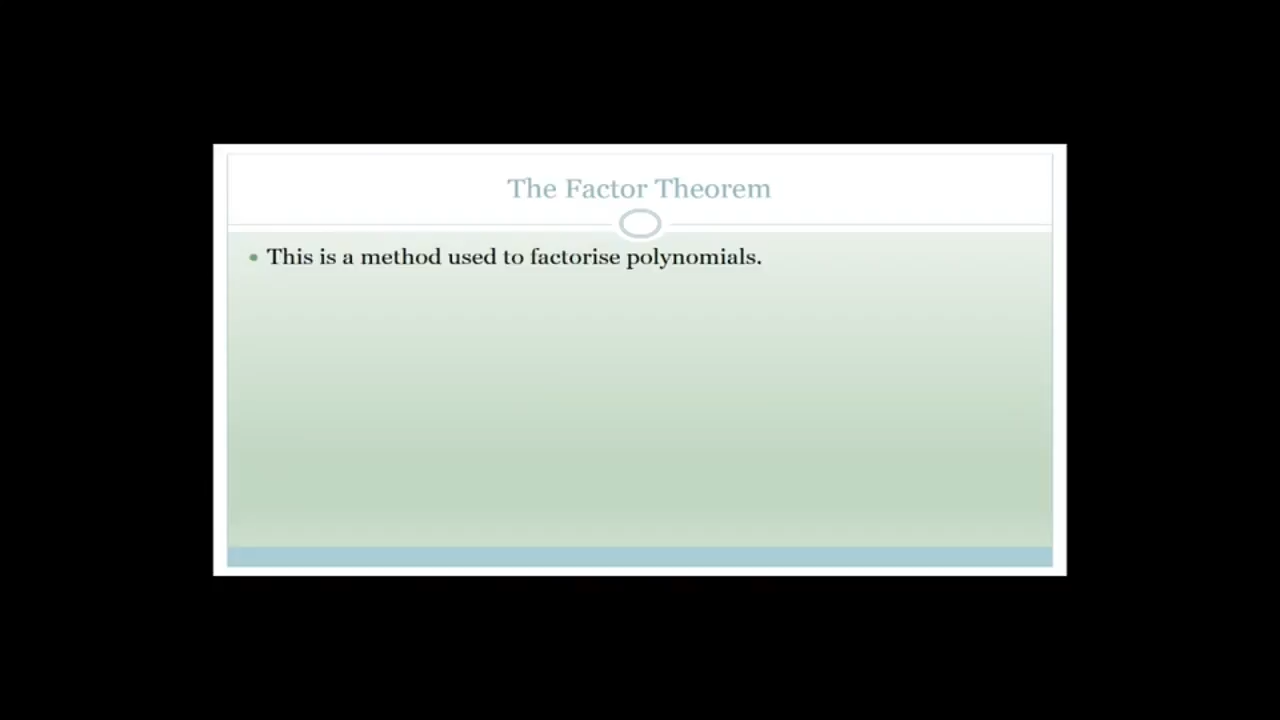 The Factor Theorem
This is a method used to factorise polynomials.